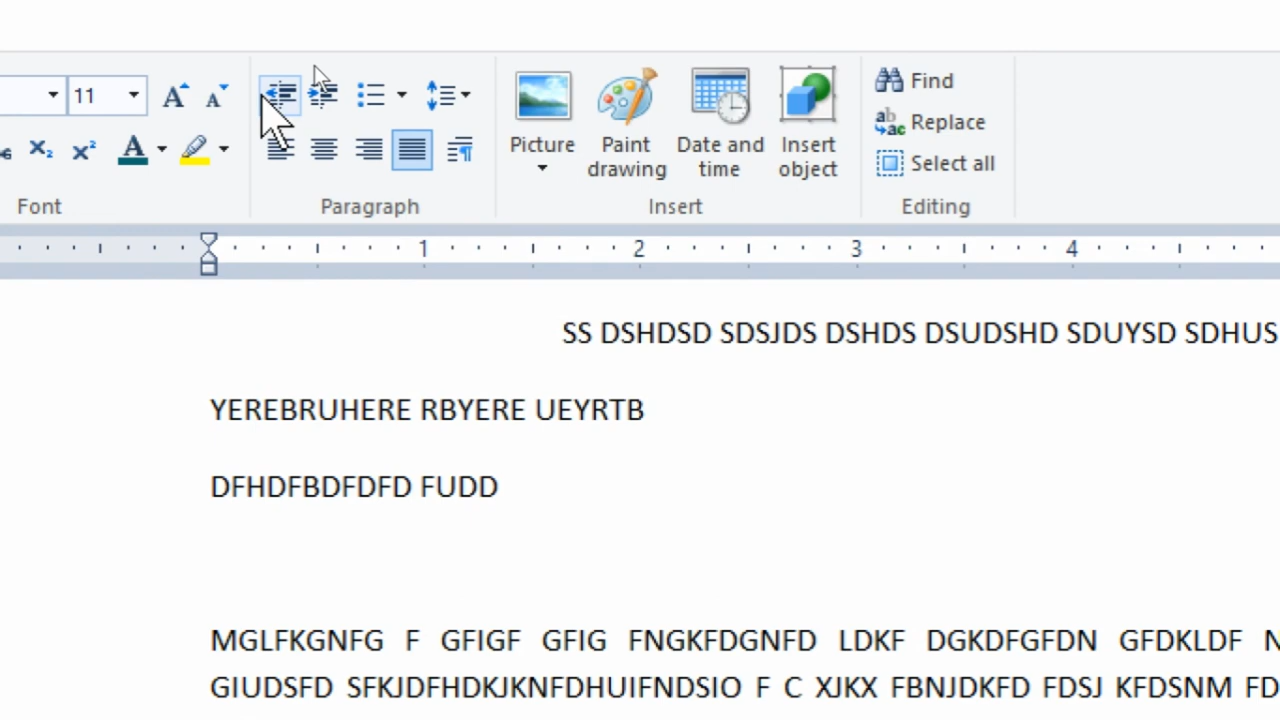 11
Find
Replace
Select all
Picture
Paint drawing
Date and time
Insert object
Font
Paragraph
Insert
Editing
1 2 3 4
SS DSHDSD SDSJDS DSHDS DSUDSHD SDUYSD SDHUS
YEREBRUHERE RBYERE UEYRTB
DFHDFBDFDFD FUDD
MGLFKGNFG F GFIGF GFIG FNGKFDGNFD LDKF DGKDFGFDN GFDKLDF N
GIUDSFD SFKJDFHDKJKNFDHUIFNDSIO F C XJKX FBNJDKFD FDSJ KFDSNM FD